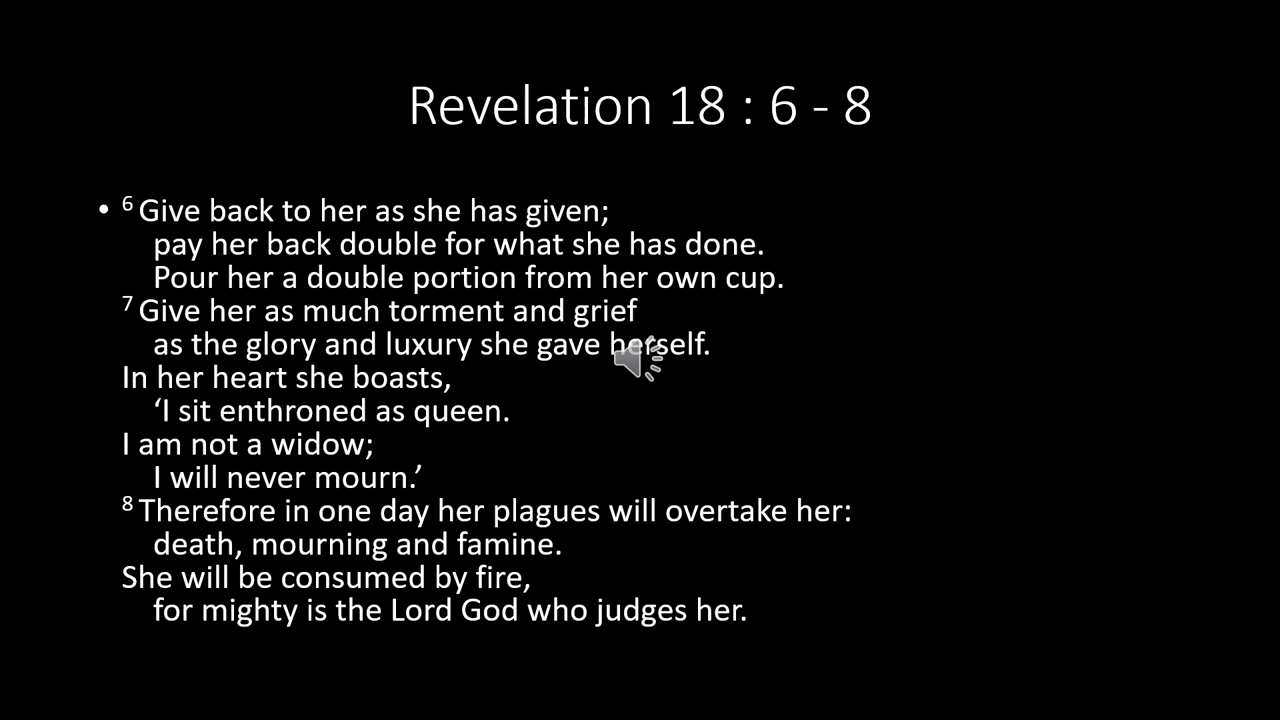 Revelation 18 : 6 - 8
• 6 Give back to her as she has given;
pay her back double for what she has done.
Pour her a double portion from her own cup.
7 Give her as much torment and grief
as the glory and luxury she gave herself.
In her heart she boasts,
‘I sit enthroned as queen.
I am not a widow;
I will never mourn.’
8 Therefore in one day her plagues will overtake her:
death, mourning and famine.
She will be consumed by fire,
for mighty is the Lord God who judges her.